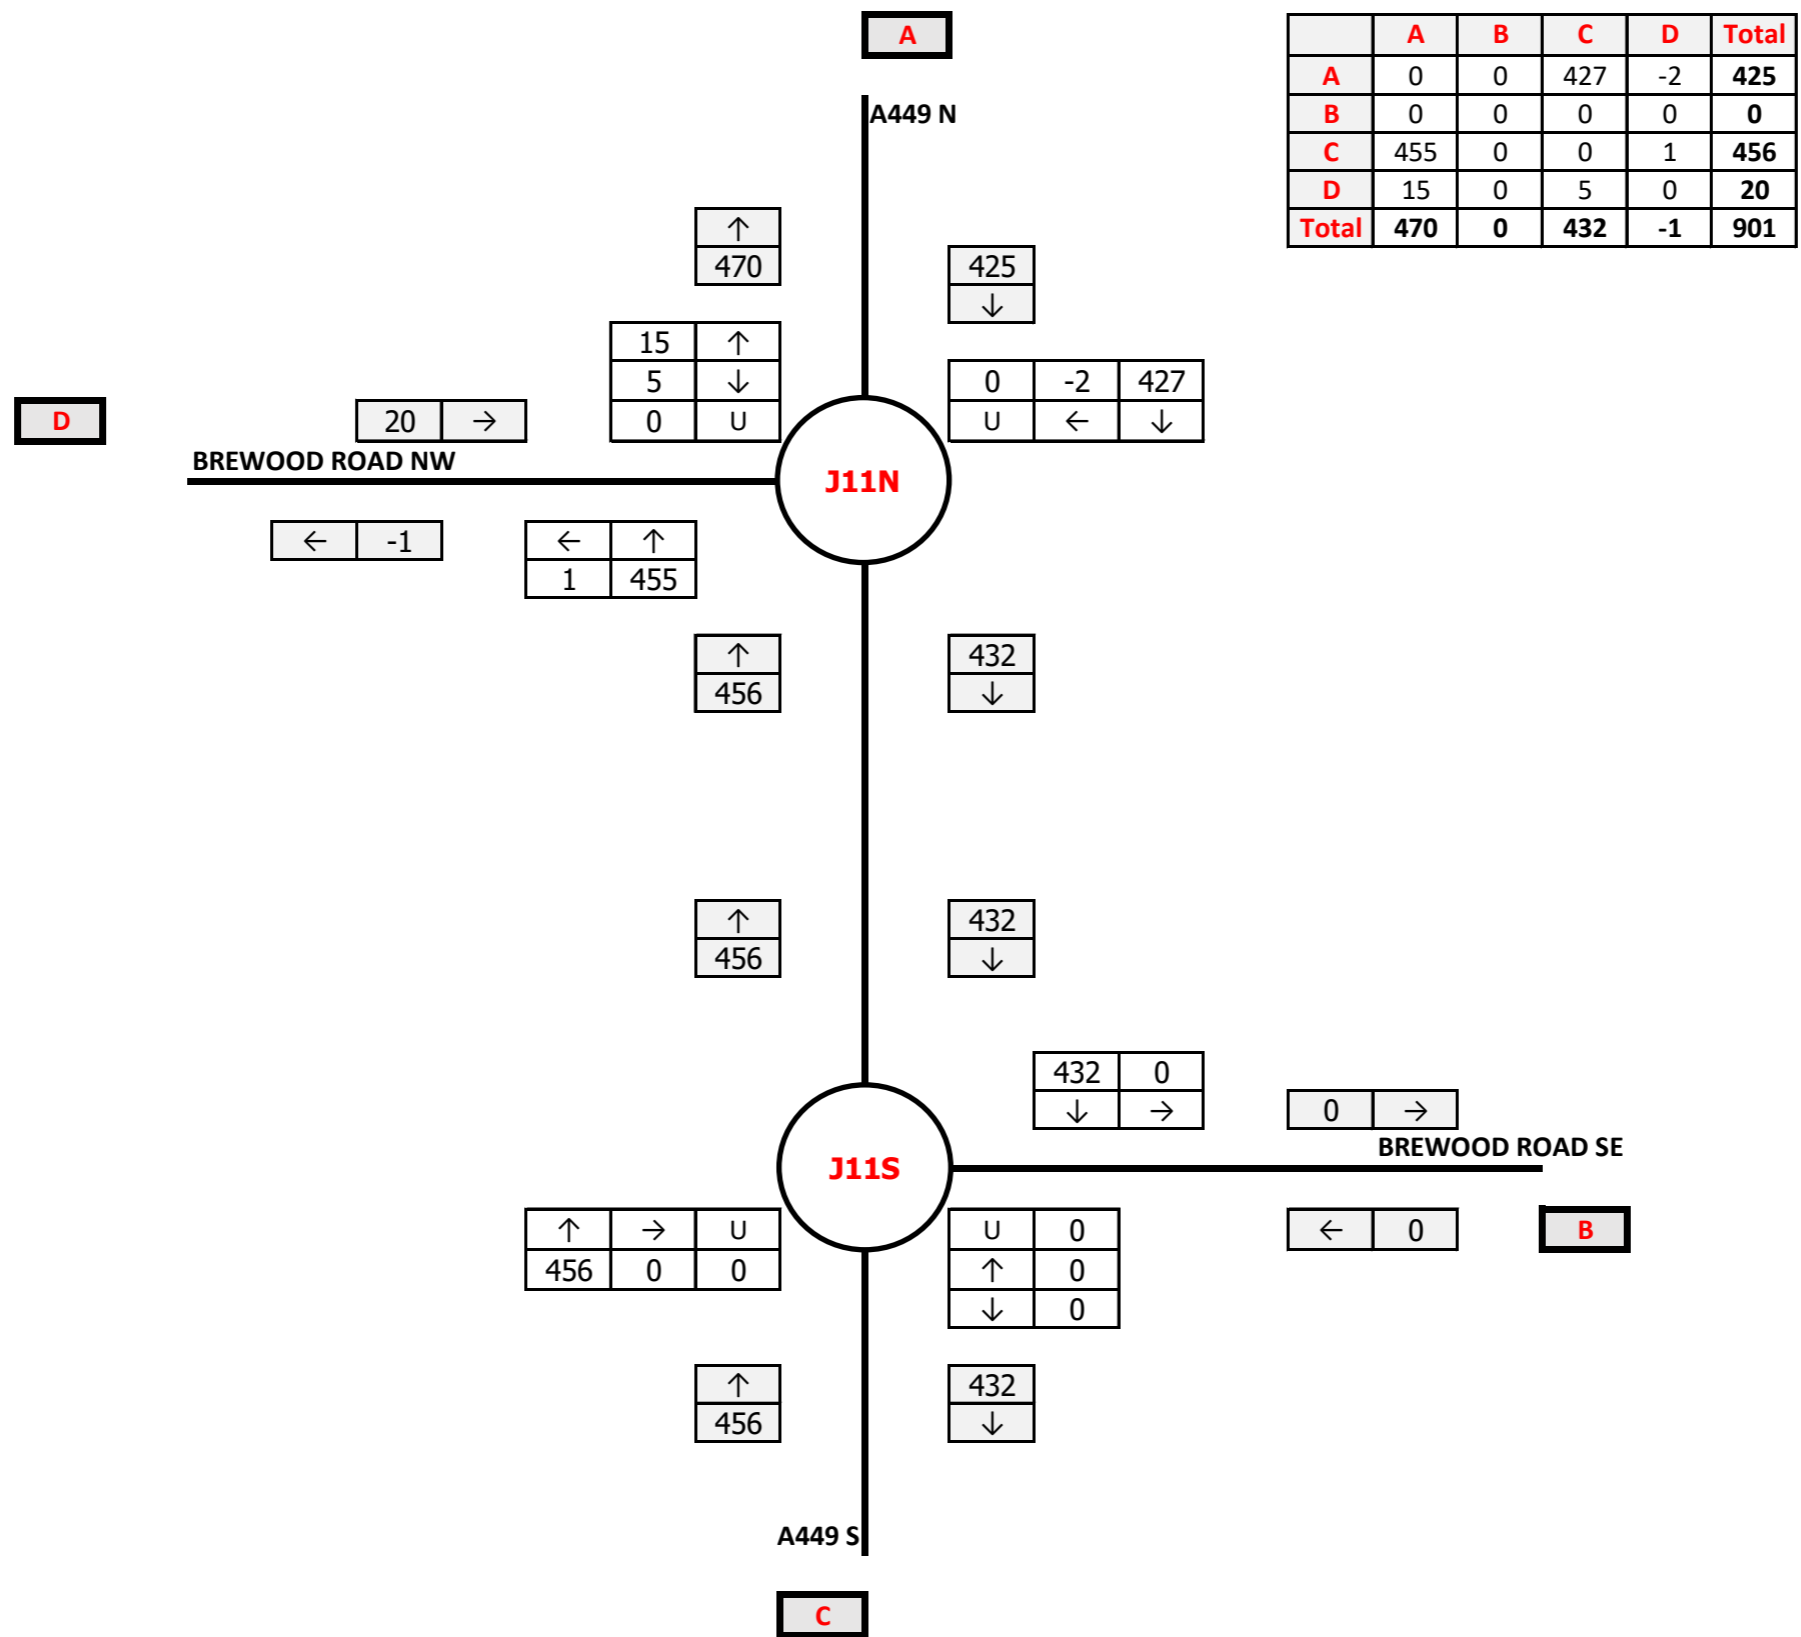 A
A B C D Total
A 0 0 427 -2 425
B 0 0 0 0 0
C 455 0 0 1 456
D 15 0 5 0 20
Total 470 0 432 -1 901
A449 N
↑
470
425
↓
15 ↑
5 ↓
0 U
0 -2 427
U ← ↓
D
20 →
BREWOOD ROAD NW
J11N
← -1
← ↑
1 455
↑
456
432
↓
↑
456
432
↓
432 0
↓ →
0 →
BREWOOD ROAD SE
J11S
↑ → U
456 0 0
U 0
↑ 0
↓ 0
← 0
B
↑
456
432
↓
A449 S
C